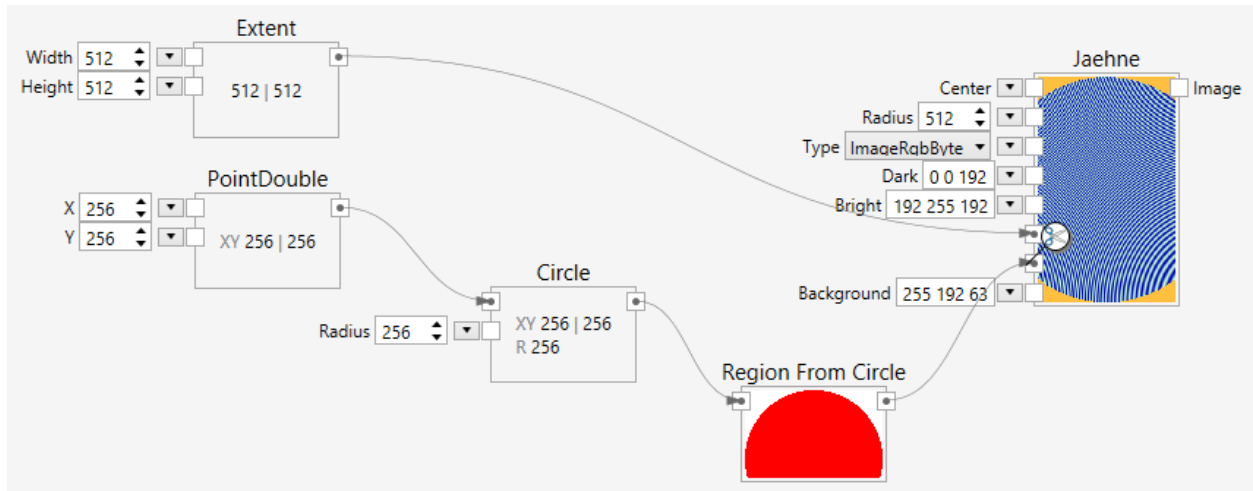 Extent
Width 512
Height 512
512 | 512
PointDouble
X 256
Y 256
XY 256 | 256
Circle
Radius 256
XY 256 | 256
R 256
Region From Circle
Jaehne
Center
Radius 512
Type ImageRgbByte
Dark 0 0 192
Bright 192 255 192
Background 255 192 63
Image